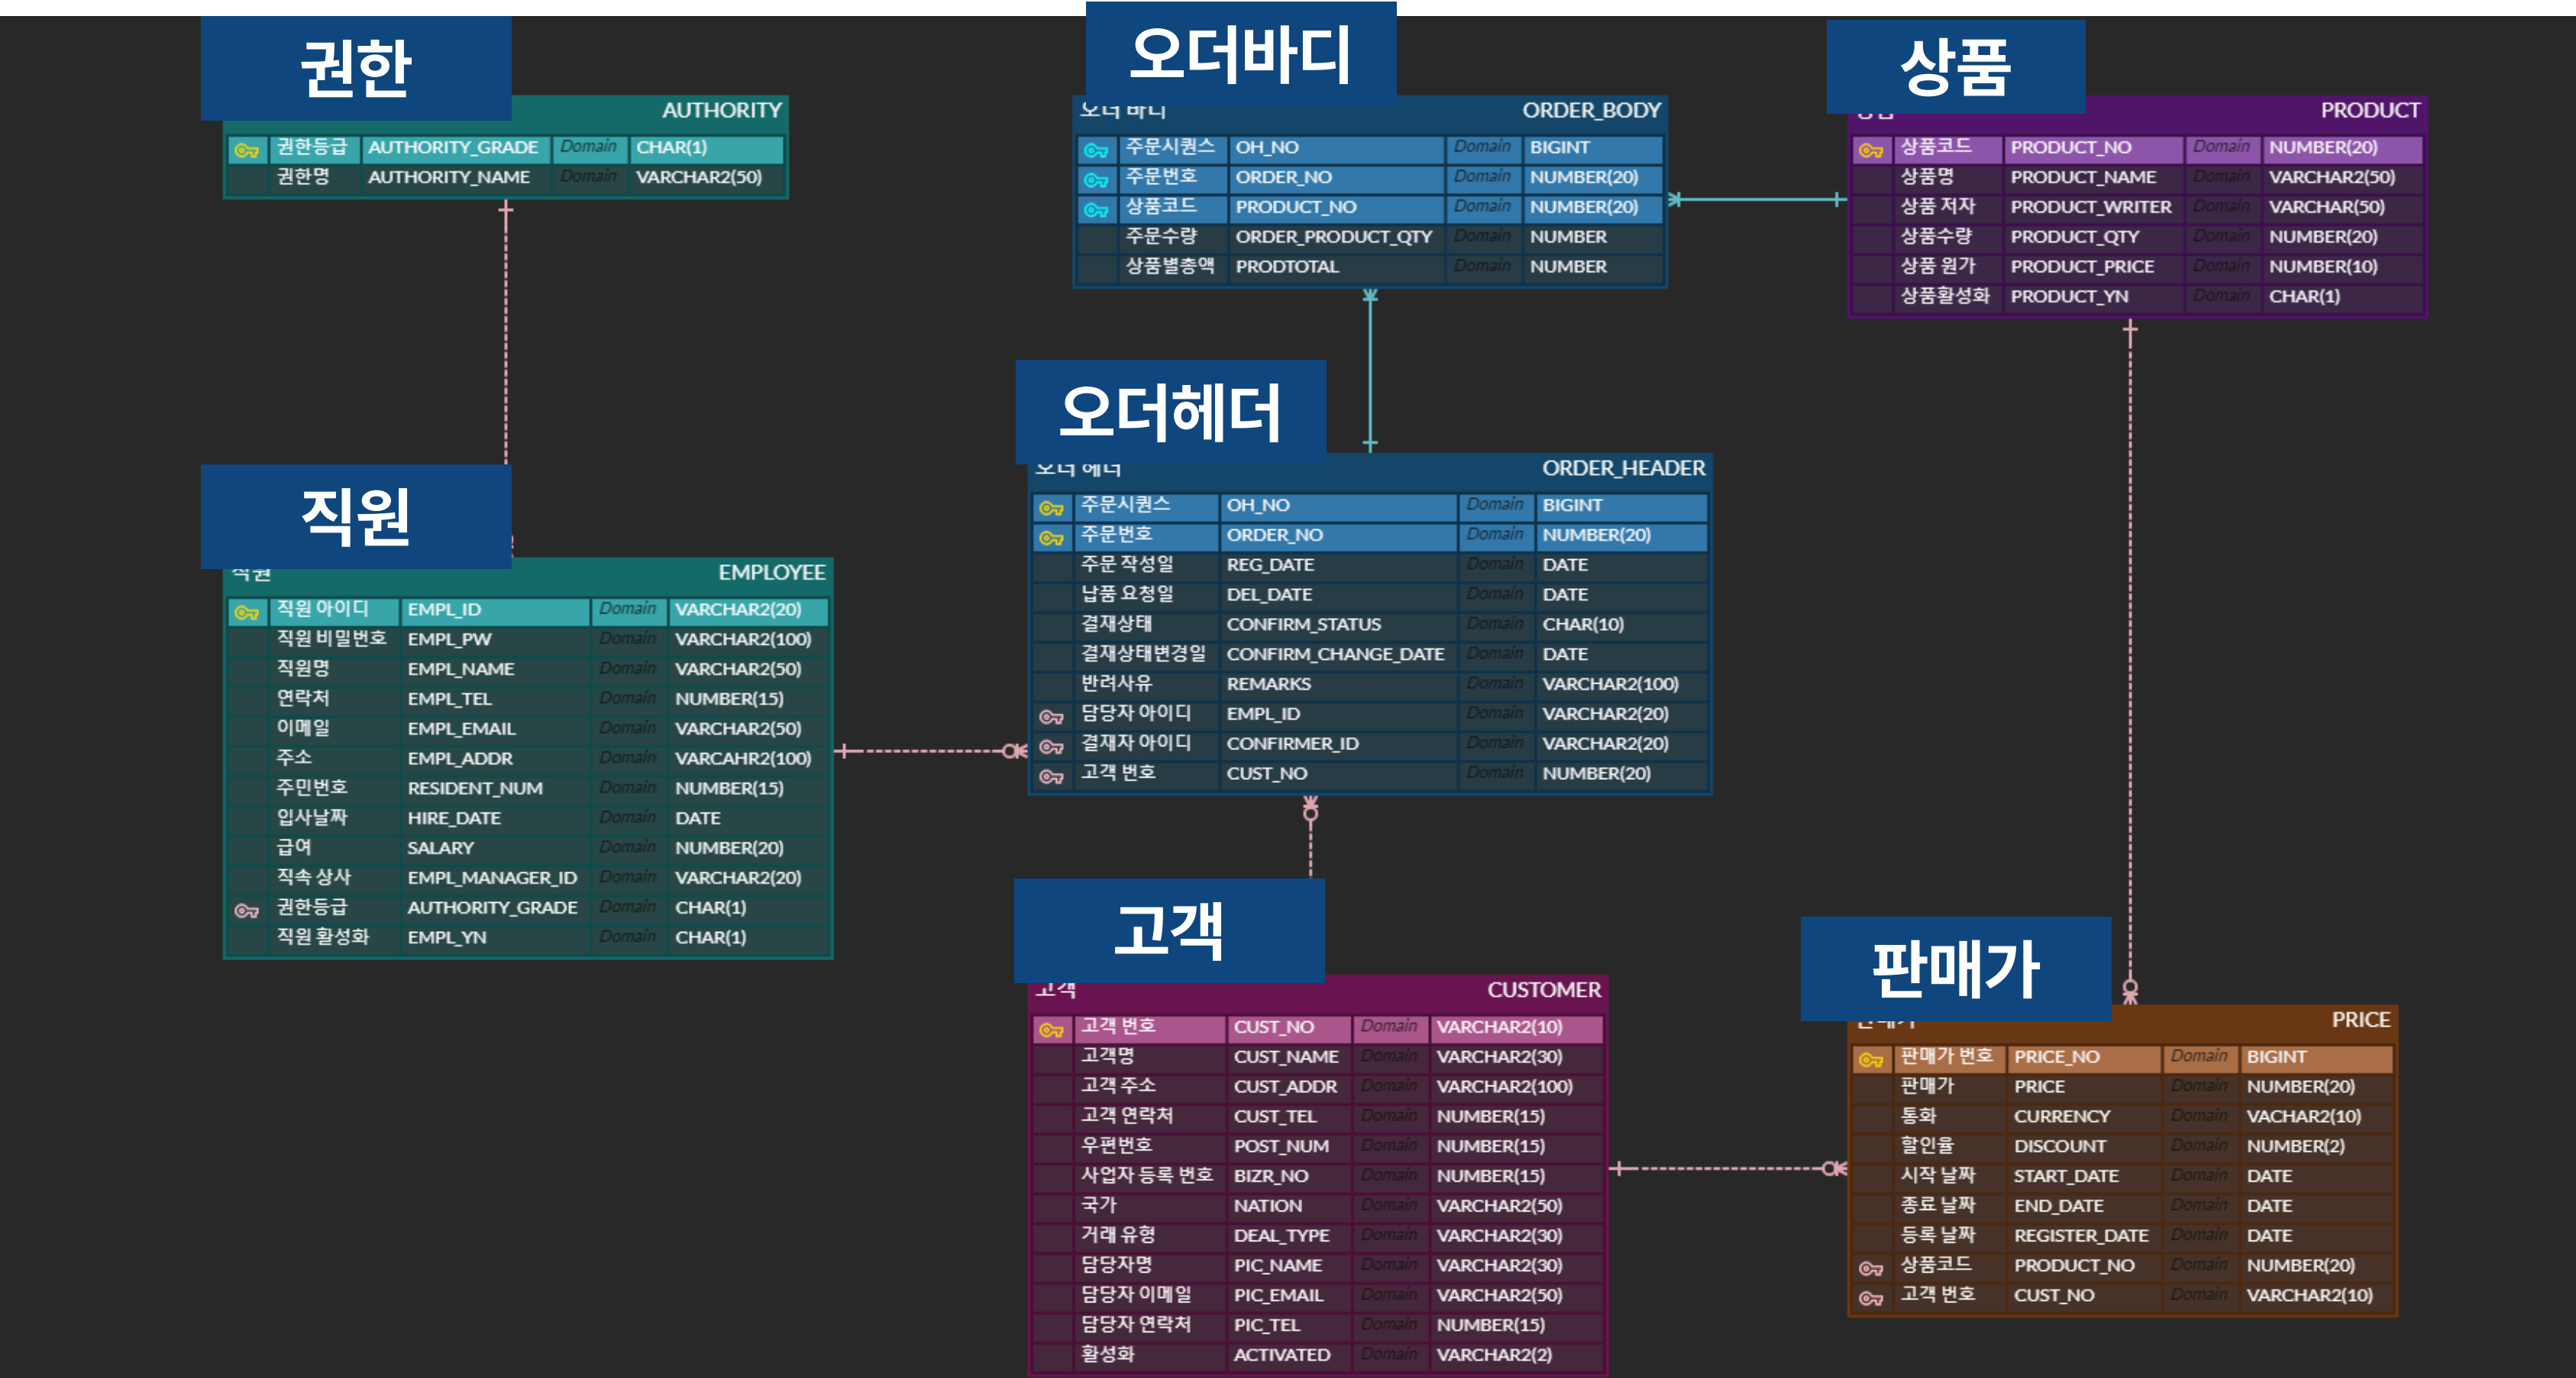 권한
AUTHORITY
권한등급 AUTHORITY_GRADE Domain CHAR(1)
권한명 AUTHORITY_NAME Domain VARCHAR2(50)
오더바디
오더 바디 ORDER_BODY
주문시퀀스 OH_NO Domain BIGINT
주문번호 ORDER_NO Domain NUMBER(20)
상품코드 PRODUCT_NO Domain NUMBER(20)
주문수량 ORDER_PRODUCT_QTY Domain NUMBER
상품별총액 PRODTOTAL Domain NUMBER
상품
상품 PRODUCT
상품코드 PRODUCT_NO Domain NUMBER(20)
상품명 PRODUCT_NAME Domain VARCHAR2(50)
상품 저자 PRODUCT_WRITER Domain VARCHAR(50)
상품수량 PRODUCT_QTY Domain NUMBER(20)
상품 원가 PRODUCT_PRICE Domain NUMBER(10)
상품활성화 PRODUCT_YN Domain CHAR(1)
직원
직원 EMPLOYEE
직원 아이디 EMPL_ID Domain VARCHAR2(20)
직원 비밀번호 EMPL_PW Domain VARCHAR2(100)
직원명 EMPL_NAME Domain VARCHAR2(50)
연락처 EMPL_TEL Domain NUMBER(15)
이메일 EMPL_EMAIL Domain VARCHAR2(50)
주소 EMPL_ADDR Domain VARCAHR2(100)
주민번호 RESIDENT_NUM Domain NUMBER(15)
입사날짜 HIRE_DATE Domain DATE
급여 SALARY Domain NUMBER(20)
직속 상사 EMPL_MANAGER_ID Domain VARCHAR2(20)
권한등급 AUTHORITY_GRADE Domain CHAR(1)
직원 활성화 EMPL_YN Domain CHAR(1)
오더헤더
오더 헤더 ORDER_HEADER
주문시퀀스 OH_NO Domain BIGINT
주문번호 ORDER_NO Domain NUMBER(20)
주문 작성일 REG_DATE Domain DATE
납품 요청일 DEL_DATE Domain DATE
결재상태 CONFIRM_STATUS Domain CHAR(10)
결재상태변경일 CONFIRM_CHANGE_DATE Domain DATE
반려사유 REMARKS Domain VARCHAR2(100)
담당자 아이디 EMPL_ID Domain VARCHAR2(20)
결재자 아이디 CONFIRMER_ID Domain VARCHAR2(20)
고객 번호 CUST_NO Domain NUMBER(20)
고객
고객 CUSTOMER
고객 번호 CUST_NO Domain VARCHAR2(10)
고객명 CUST_NAME Domain VARCHAR2(30)
고객 주소 CUST_ADDR Domain VARCHAR2(100)
고객 연락처 CUST_TEL Domain NUMBER(15)
우편번호 POST_NUM Domain NUMBER(15)
사업자 등록 번호 BIZR_NO Domain NUMBER(15)
국가 NATION Domain VARCHAR2(50)
거래 유형 DEAL_TYPE Domain VARCHAR2(30)
담당자명 PIC_NAME Domain VARCHAR2(30)
담당자 이메일 PIC_EMAIL Domain VARCHAR2(50)
담당자 연락처 PIC_TEL Domain NUMBER(15)
활성화 ACTIVATED Domain VARCHAR2(2)
판매가
판매가 PRICE
판매가 번호 PRICE_NO Domain BIGINT
판매가 PRICE Domain NUMBER(20)
통화 CURRENCY Domain VACHAR2(10)
할인율 DISCOUNT Domain NUMBER(2)
시작 날짜 START_DATE Domain DATE
종료 날짜 END_DATE Domain DATE
등록 날짜 REGISTER_DATE Domain DATE
상품코드 PRODUCT_NO Domain NUMBER(20)
고객 번호 CUST_NO Domain VARCHAR2(10)